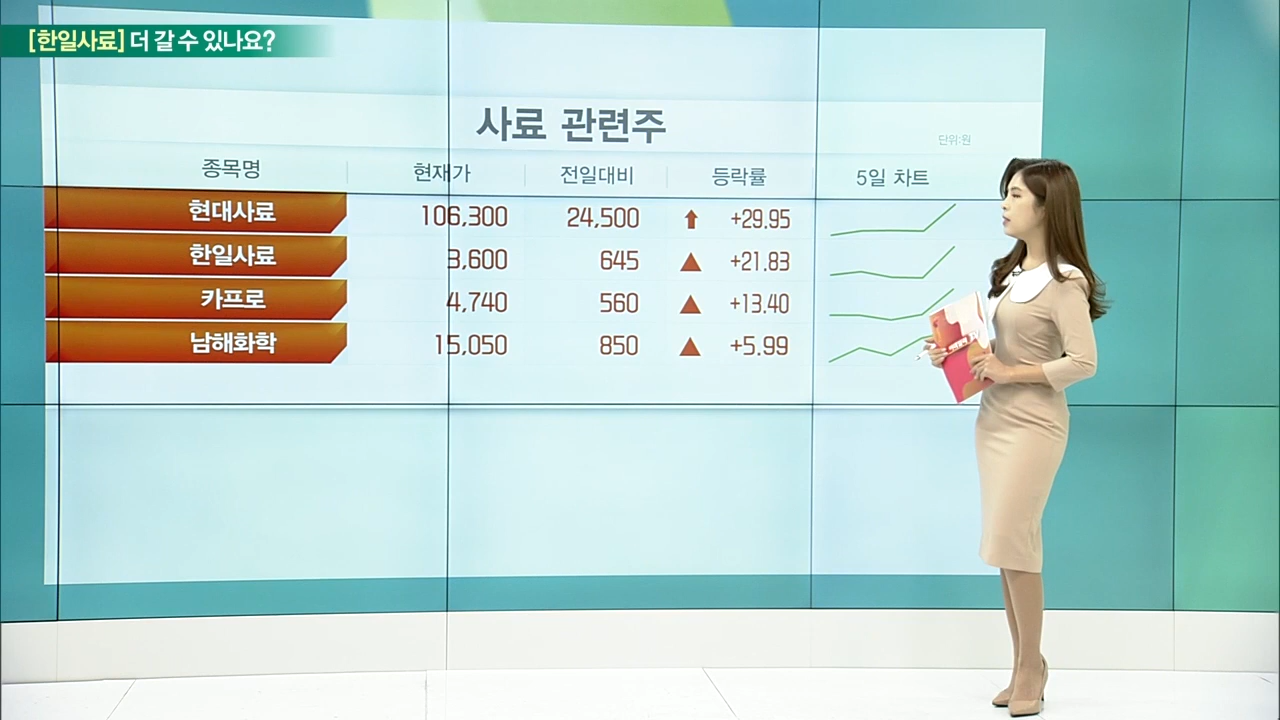 [한일사료] 더 갈 수 있나요?
사료 관련주
단위:원
종목명 현재가 전일대비 등락률 5일 차트
현대사료 106,300 24,500 ⬆ +29.95
한일사료 3,600 645 ▲ +21.83
카프로 4,740 560 ▲ +13.40
남해화학 15,050 850 ▲ +5.99